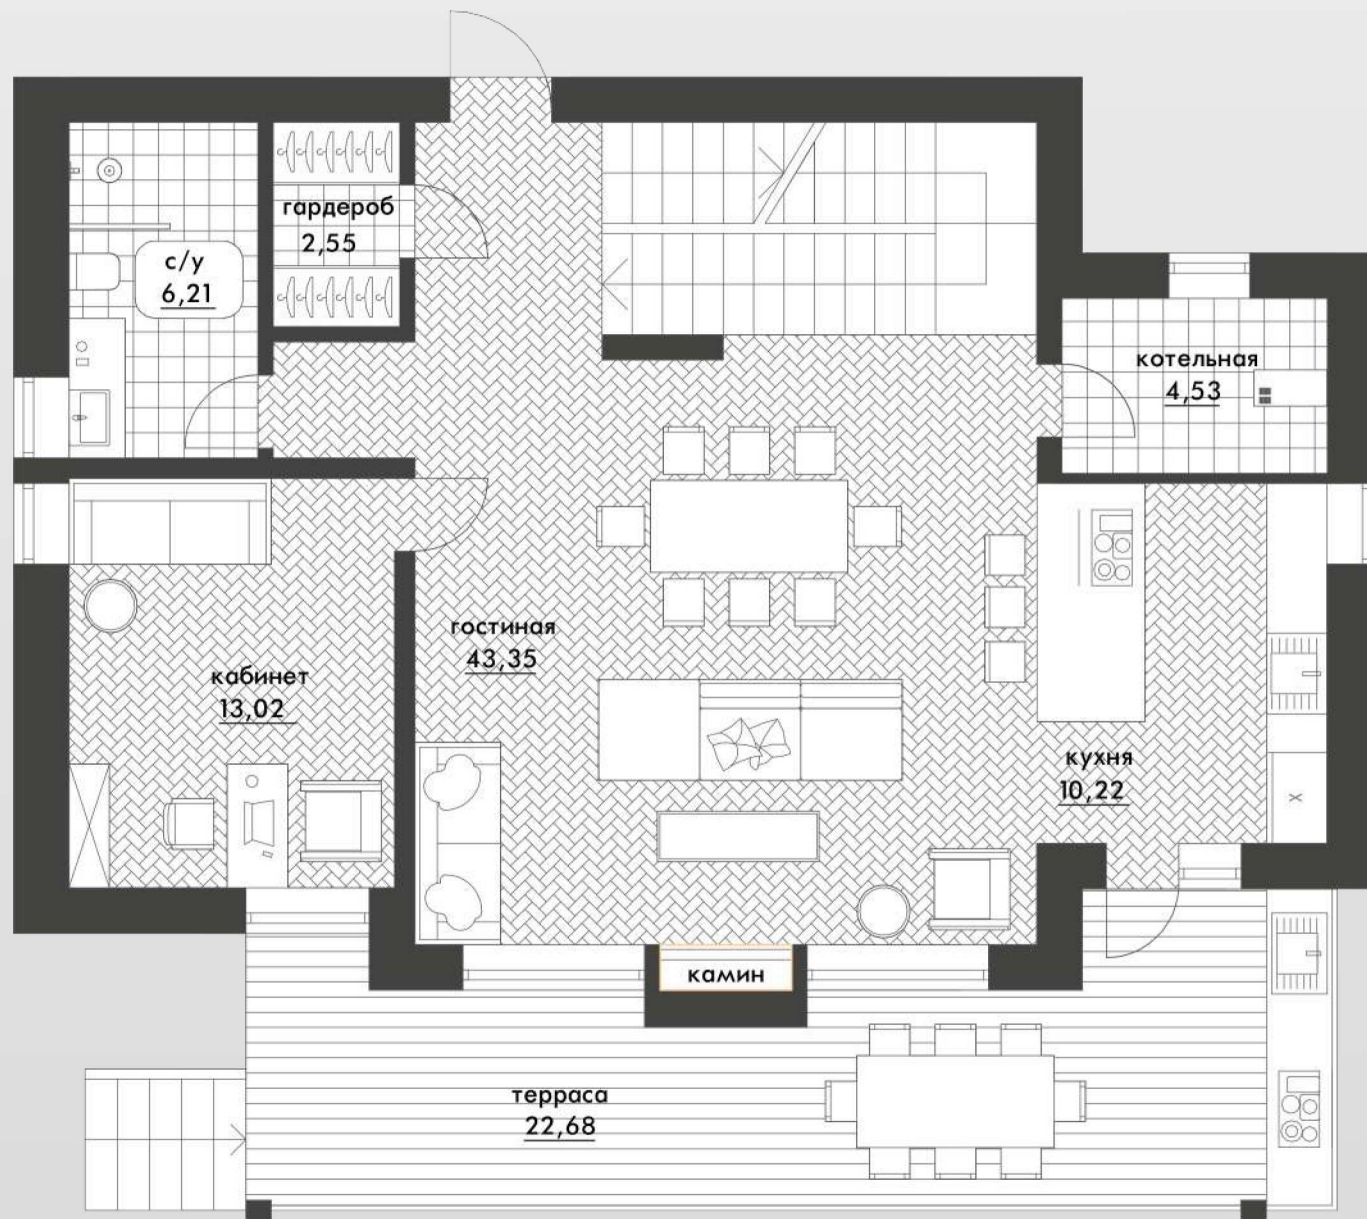 гардероб
2,55
с/у
6,21
котельная
4,53
гостиная
43,35
кабинет
13,02
кухня
10,22
камин
терраса
22,68